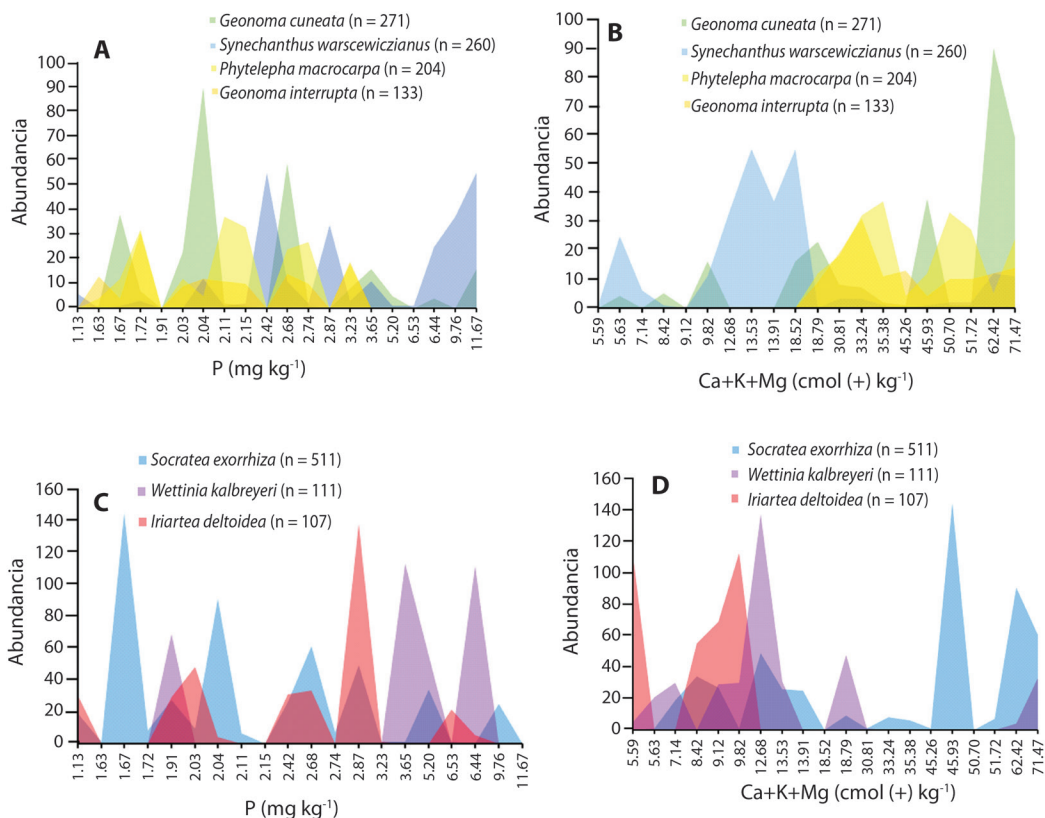 A
Geonoma cuneata (n = 271)
Synechanthus warscewiczianus (n = 260)
Phytelepha macrocarpa (n = 204)
Geonoma interrupta (n = 133)
Abundancia
100
90
80
70
60
50
40
30
20
10
0
1.13 1.63 1.67 1.72 1.91 2.03 2.04 2.11 2.15 2.42 2.68 2.74 2.87 3.23 3.65 5.20 6.53 6.44 9.76 11.67
P (mg kg-1)
B
Geonoma cuneata (n = 271)
Synechanthus warscewiczianus (n = 260)
Phytelepha macrocarpa (n = 204)
Geonoma interrupta (n = 133)
Abundancia
100
90
80
70
60
50
40
30
20
10
0
5.59 5.63 7.14 8.42 9.12 9.82 12.68 13.53 13.91 18.52 18.79 30.81 33.24 35.38 45.26 45.93 50.70 51.72 62.42 71.47
Ca+K+Mg (cmol (+) kg-1)
C
Socratea exorrhiza (n = 511)
Wettinia kalbreyeri (n = 111)
Iriartea deltoidea (n = 107)
Abundancia
160
140
120
100
80
60
40
20
0
1.13 1.63 1.67 1.72 1.91 2.03 2.04 2.11 2.15 2.42 2.68 2.74 2.87 3.23 3.65 5.20 6.53 6.44 9.76 11.67
P (mg kg-1)
D
Socratea exorrhiza (n = 511)
Wettinia kalbreyeri (n = 111)
Iriartea deltoidea (n = 107)
Abundancia
160
140
120
100
80
60
40
20
0
5.59 5.63 7.14 8.42 9.12 9.82 12.68 13.53 13.91 18.52 18.79 30.81 33.24 35.38 45.26 45.93 50.70 51.72 62.42 71.47
Ca+K+Mg (cmol (+) kg-1)